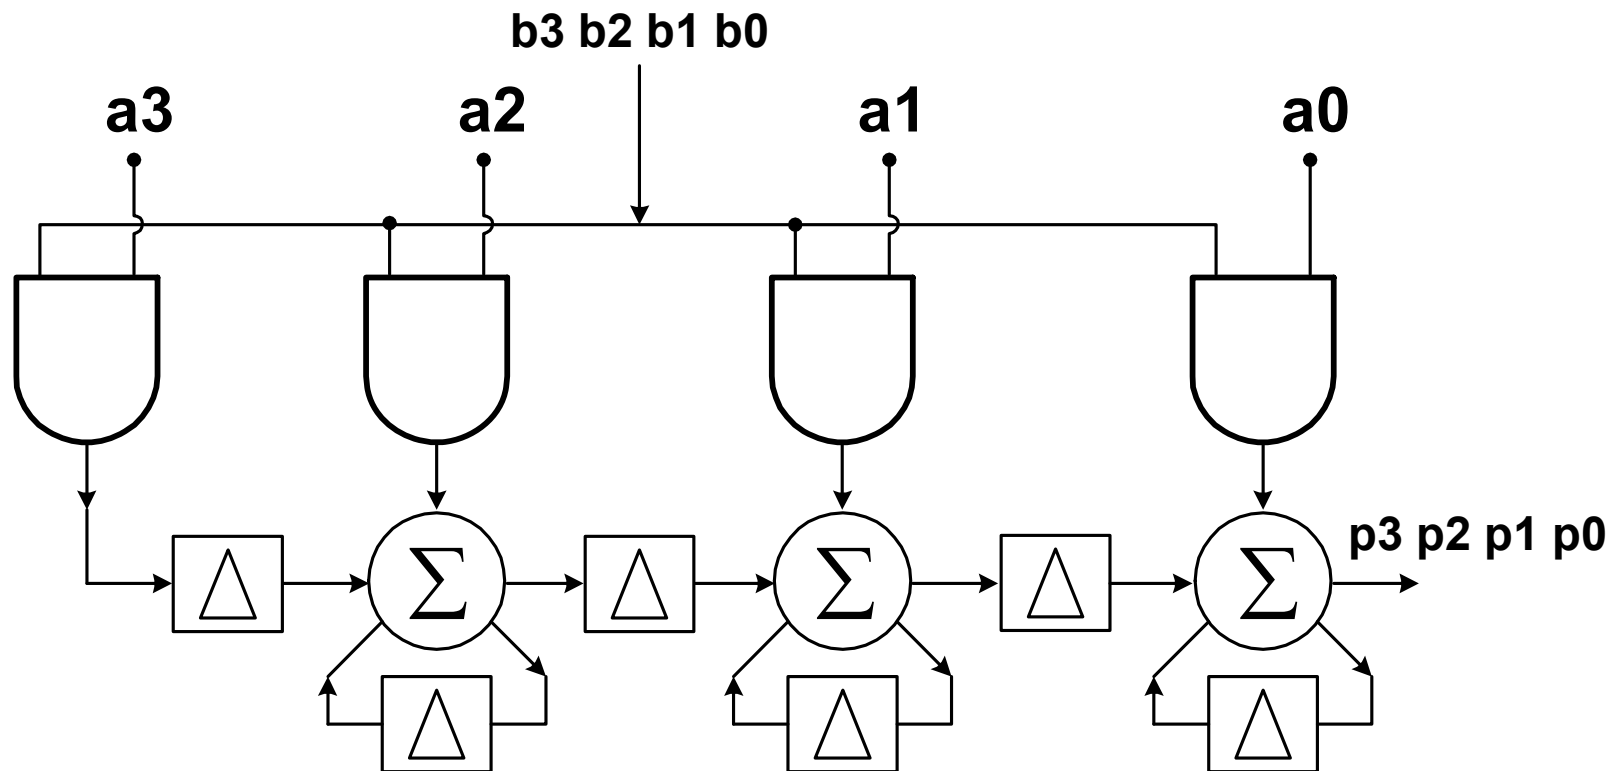 b3 b2 b1 b0
a3 a2 a1 a0
p3 p2 p1 p0
Δ Σ Δ Σ Δ Σ
Δ Δ Δ